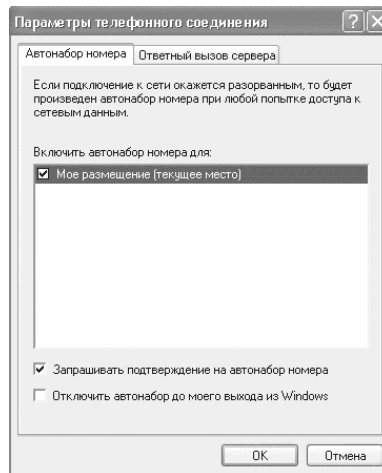 Параметры телефонного соединения
Автонабор номера Ответный вызов сервера
Если подключение к сети окажется разорванным, то будет
произведен автонабор номера при любой попытке доступа к
сетевым данным.
Включить автонабор номера для:
Мое размещение (текущее место)
Запрашивать подтверждение на автонабор номера
Отключить автонабор до моего выхода из Windows
OK Отмена